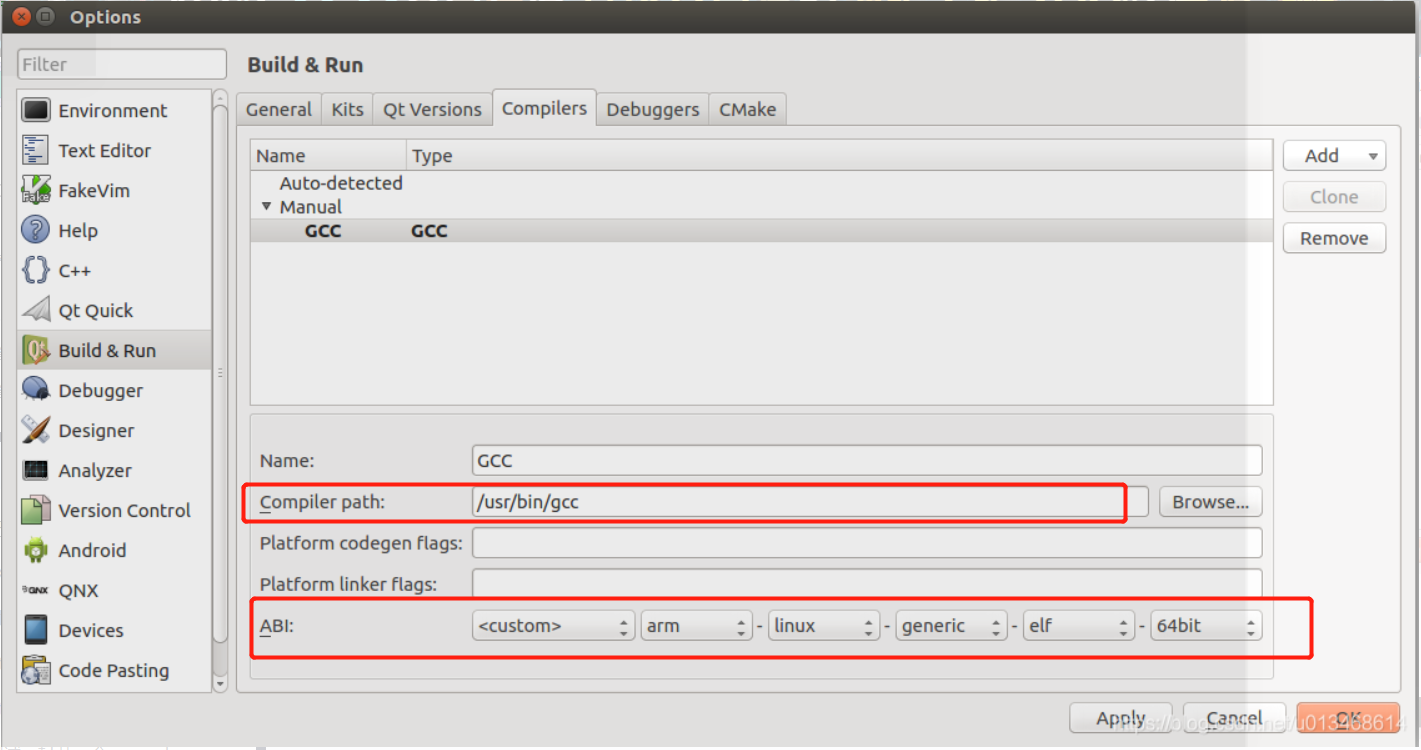 Options
Filter
Build & Run
Environment
Text Editor
FakeVim
Help
C++
Qt Quick
Build & Run
Debugger
Designer
Analyzer
Version Control
Android
QNX
Devices
Code Pasting
General Kits Qt Versions Compilers Debuggers CMake
Name Type
Auto-detected
Manual
GCC GCC
Add
Clone
Remove
Name: GCC
Compiler path: /usr/bin/gcc Browse...
Platform codegen flags:
Platform linker flags:
ABI: <custom> arm - linux - generic - elf - 64bit
Apply Cancel OK
https://blog.csdn.net/u013468614